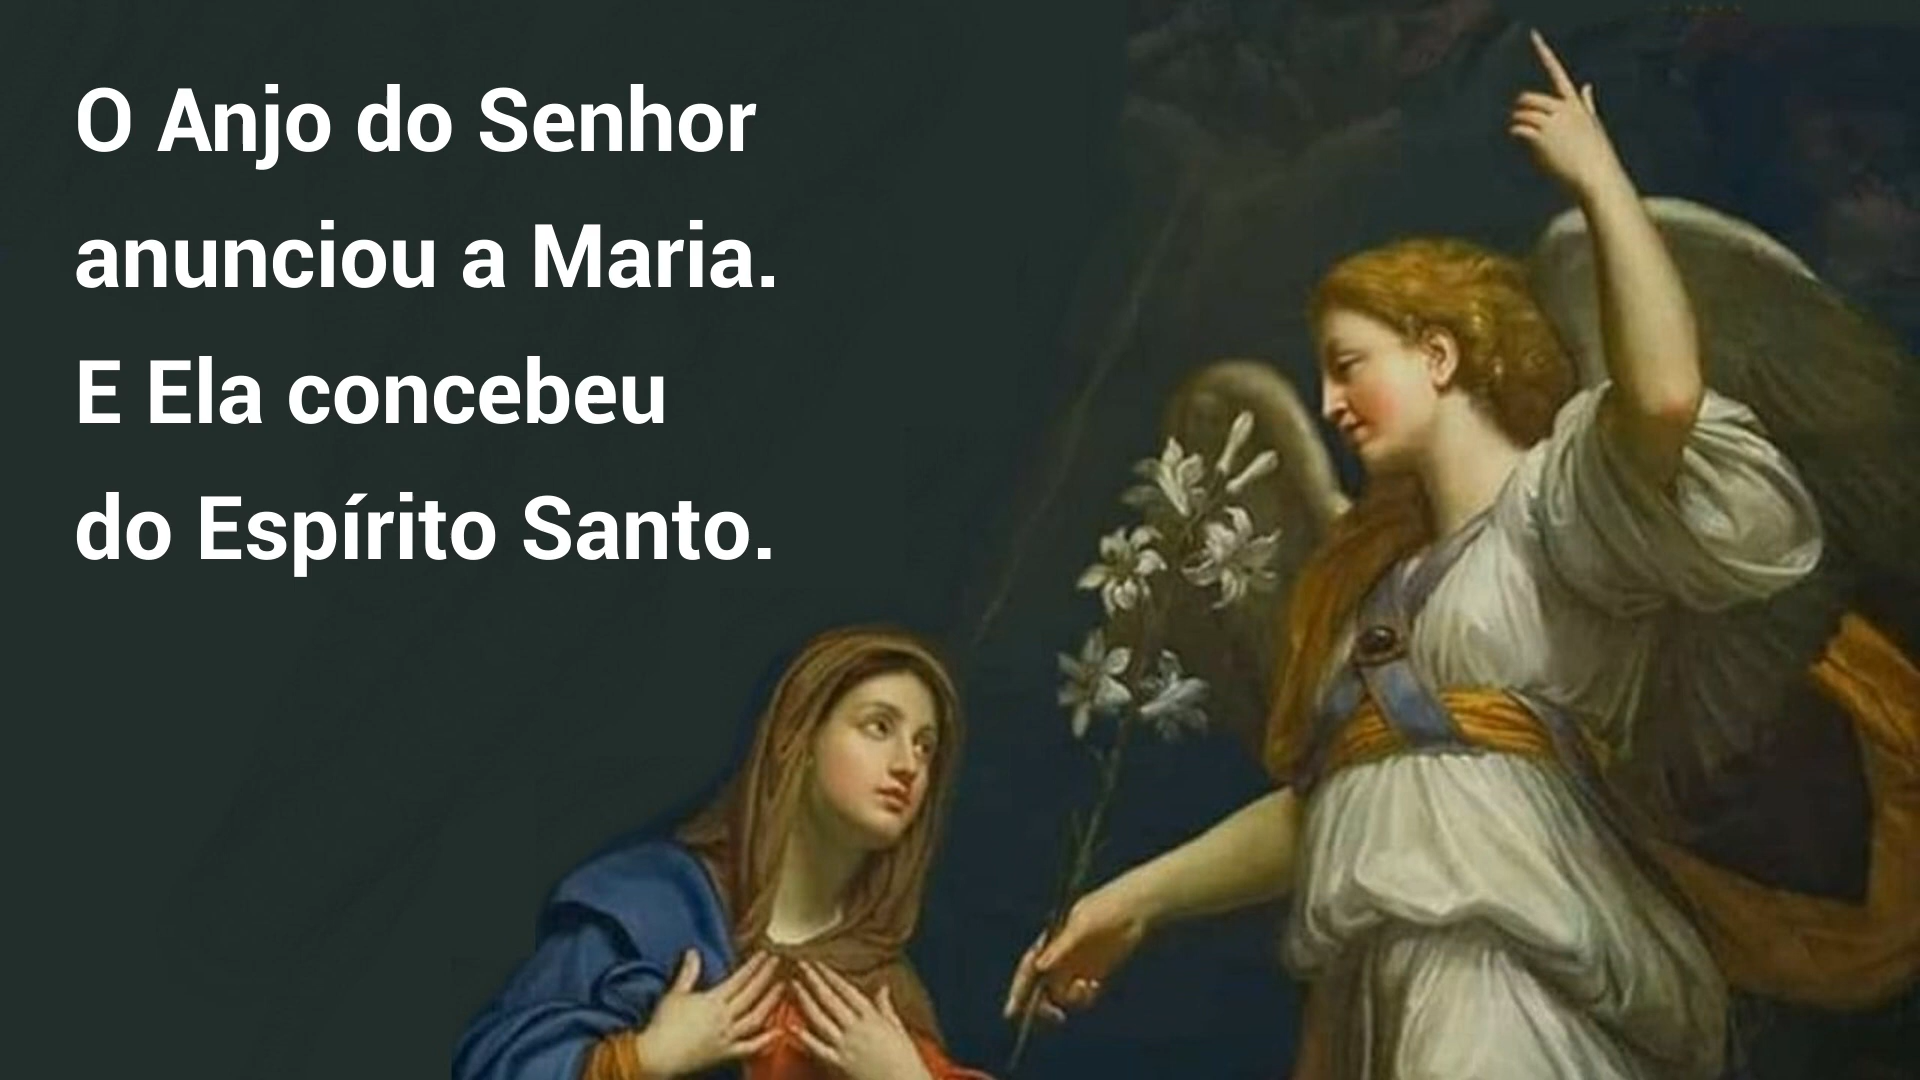 O Anjo do Senhor
anunciou a Maria.
E Ela concebeu
do Espírito Santo.